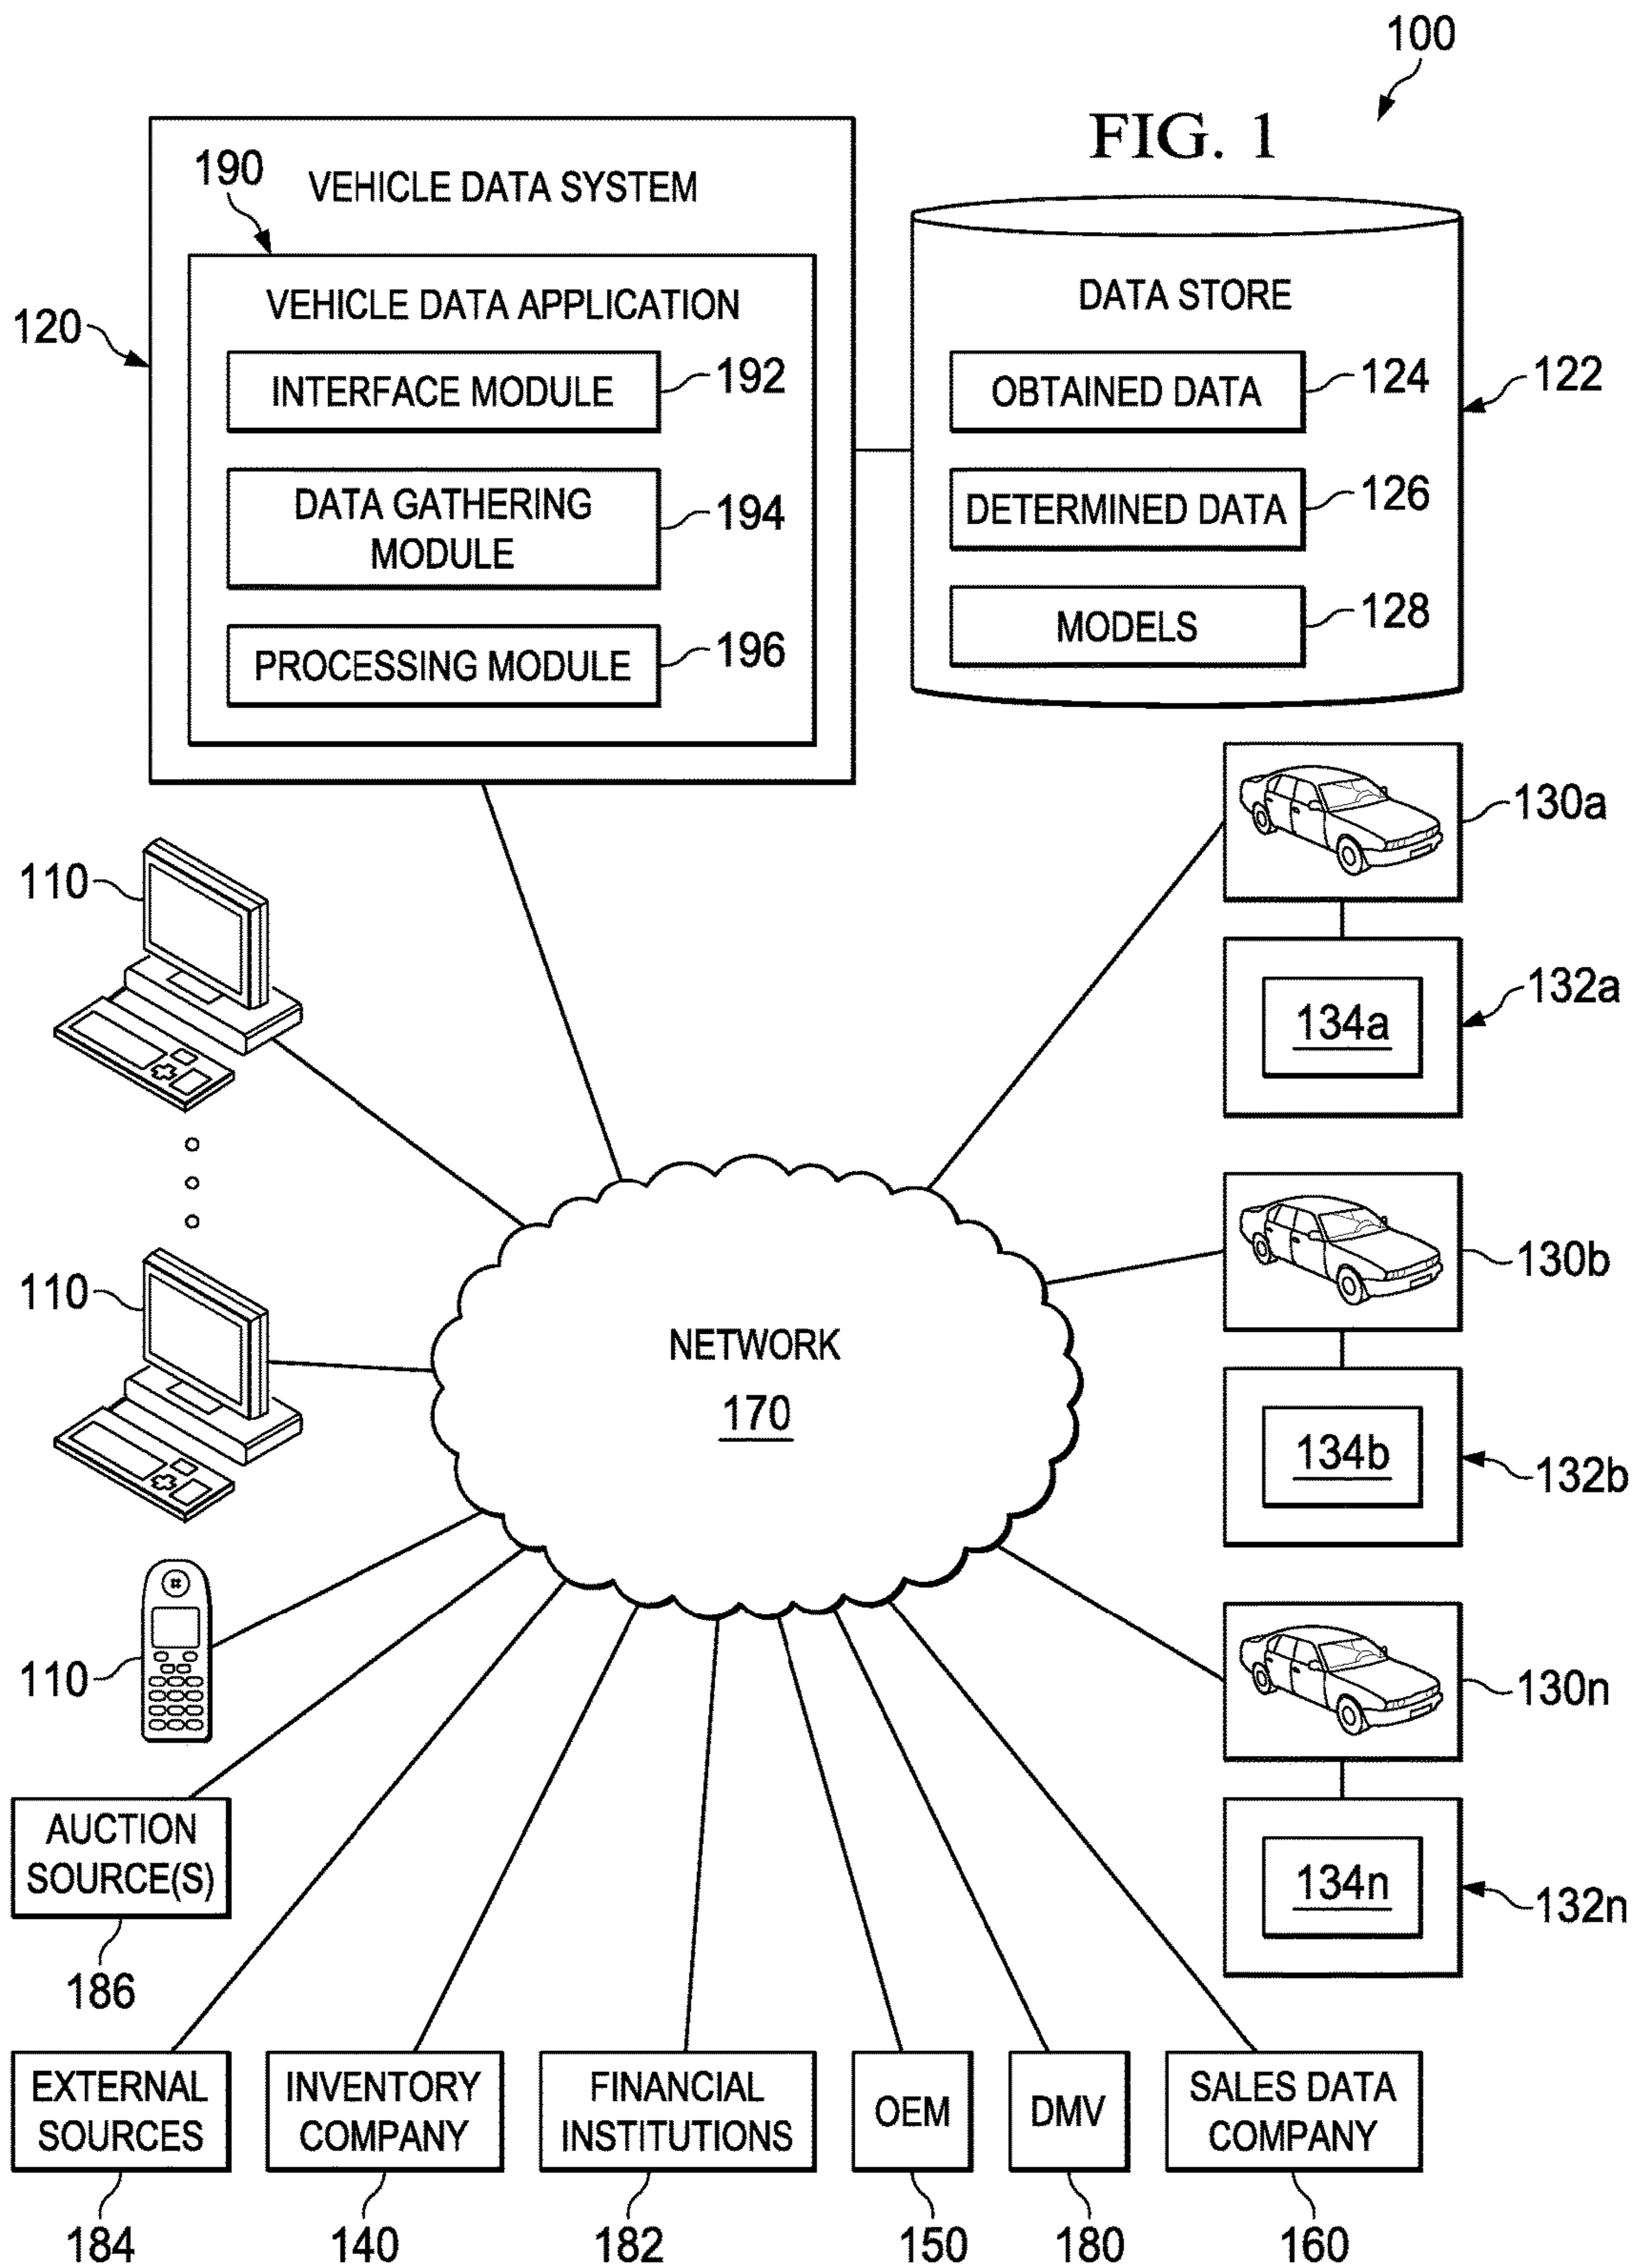 100
FIG. 1
190
VEHICLE DATA SYSTEM
VEHICLE DATA APPLICATION
120
INTERFACE MODULE
192
DATA GATHERING
MODULE
194
PROCESSING MODULE
196
DATA STORE
OBTAINED DATA
124
122
DETERMINED DATA
126
MODELS
128
130a
110
132a
134a
110
130b
NETWORK
170
134b
132b
110
130n
AUCTION
SOURCE(S)
134n
132n
186
EXTERNAL
SOURCES
INVENTORY
COMPANY
FINANCIAL
INSTITUTIONS
OEM
DMV
SALES DATA
COMPANY
184
140
182
150
180
160